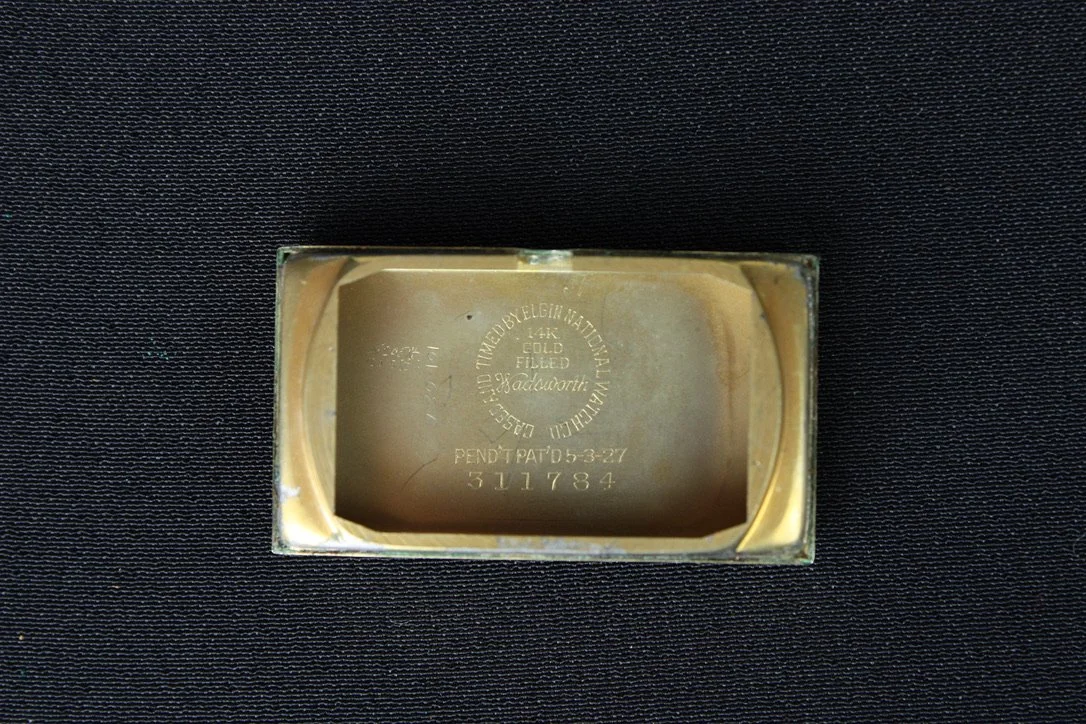 CASED AND TIMED BY ELGIN NATIONAL WATCH CO.
14K
GOLD
FILLED
Wadsworth
PEND'T PAT'D 5-3-27
311784